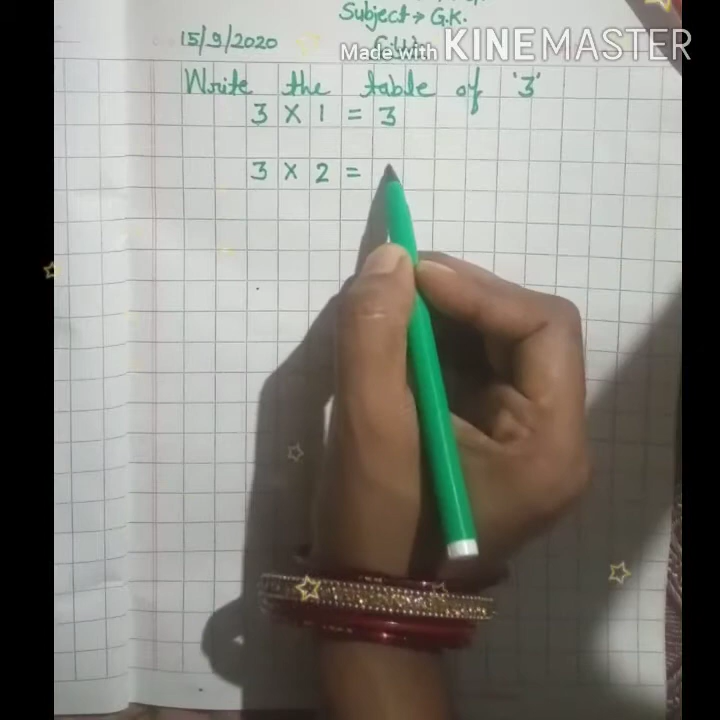 Subject → G.K.
15/9/2020
Made with KINEMASTER
Write the table of '3'
3 × 1 = 3
3 × 2 =